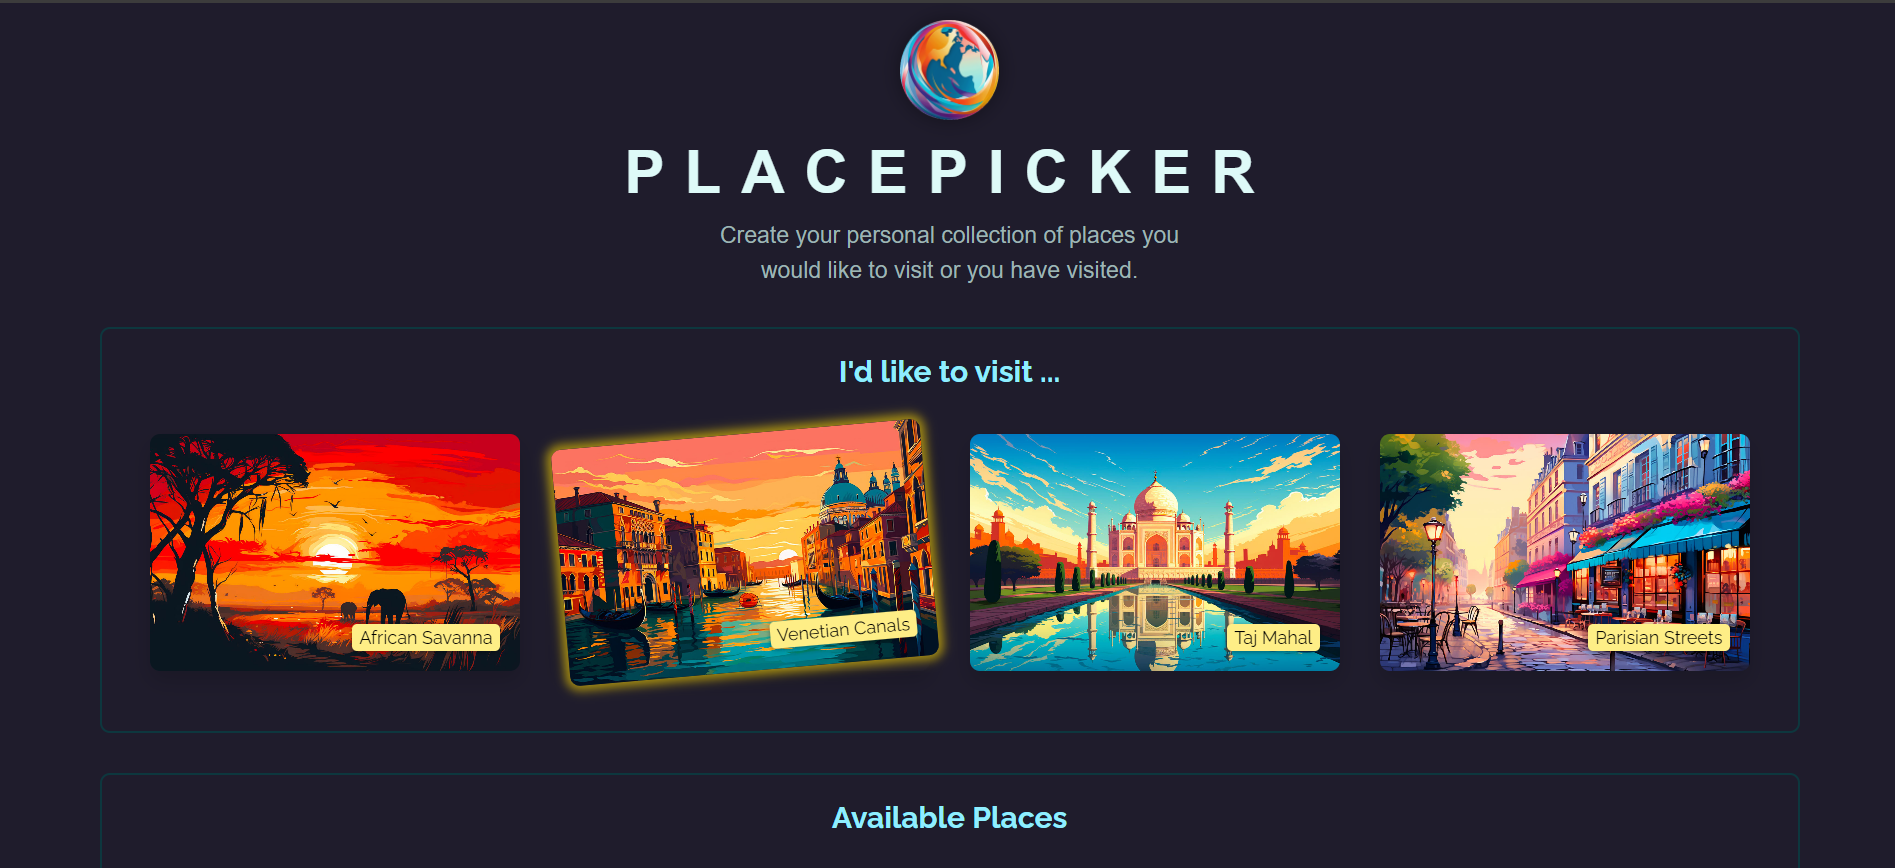 PLACEPICKER
Create your personal collection of places you
would like to visit or you have visited.
I'd like to visit ...
African Savanna
Venetian Canals
Taj Mahal
Parisian Streets
Available Places